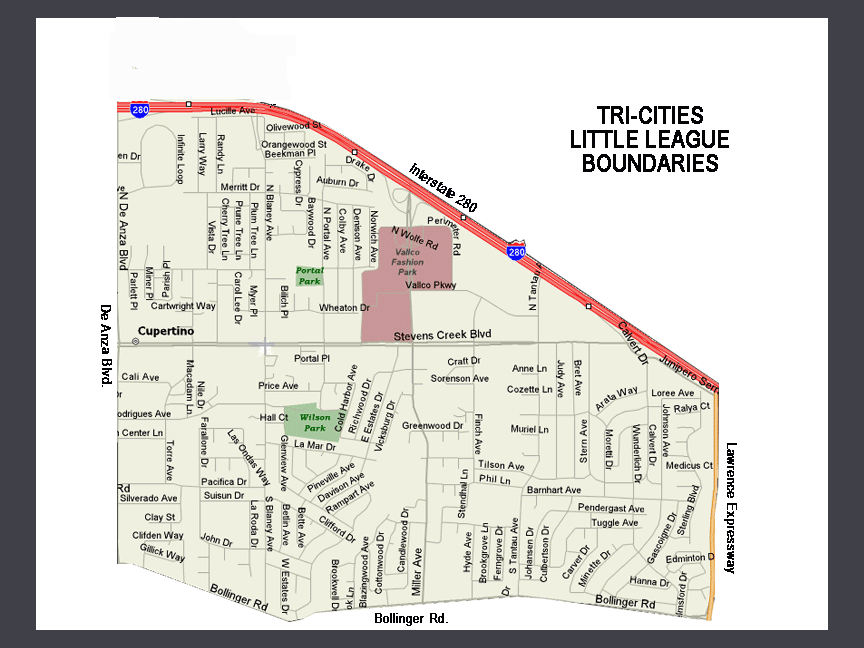 TRI-CITIES
LITTLE LEAGUE
BOUNDARIES
280
Lucille Ave
Olivewood St
Orangewood St
Beekman Pl
Drake Dr
Interstate 280
en Dr
Infinite Loop
Larry Way
Randy Ln
Merritt Dr
Cypress Dr
Auburn Dr
N De Anza Blvd
Vista Dr
Cherry Tree Ln
Prune Tree Ln
Plum Tree Ln
N Blaney Ave
Baywood Dr
N Portal Ave
Colby Ave
Denison Ave
Norwich Ave
Perimeter Rd
N Wolfe Rd
Vallco
Fashion
Park
280
Vallco Pkwy
N Tantau
Portal
Park
Parlett Pl
Miner Pl
Parish Pl
Carol Lee Dr
Myer Pl
Billich Pl
Cartwright Way
Wheaton Dr
De Anza Blvd.
Cupertino
Stevens Creek Blvd
Calvert Dr
Junipero Serr
Portal Pl
Craft Dr
Sorenson Ave
Anne Ln
Cozette Ln
Judy Ave
Bret Ave
Cali Ave
Macadam Ln
Nile Dr
Price Ave
Cold Harbor Ave
Richwood Dr
E Estates Dr
Vicksburg Dr
Arata Way
Loree Ave
Ralya Ct
Johnson Ave
odrigues Ave
Center Ln
Farallone Dr
Hall Ct
Wilson
Park
La Mar Dr
Greenwood Dr
Finch Ave
Muriel Ln
Stern Ave
Moretti Dr
Wunderlich Dr
Calvert Dr
Medicus Ct
Torre Ave
Las Ondas Way
Glenview Ave
Pineville Ave
Davison Ave
Rampart Ave
Tilson Ave
Phil Ln
Stendhal Ln
Barnhart Ave
Lawrence Expressway
Pacifica Dr
Suisun Dr
Rd
Silverado Ave
Clay St
Clifden Way
Gillick Way
John Dr
La Roda Dr
S Blaney Ave
Betlin Ave
Bette Ave
Clifford Dr
Pendergast Ave
Tuggle Ave
Gascoigne Dr
Sterling Blvd
Edminton D
Hanna Dr
elmsford Dr
W Estates Dr
Brookwell D
ok Ln
Blazingwood Ave
Cottonwood Dr
Candlewood Dr
Miller Ave
Hyde Ave
Brookgrove Ln
Ferngrove Dr
S Tantau Ave
Johansen Dr
Culbertson Dr
Carver Dr
Minette Dr
Dr
Bollinger Rd
Bollinger Rd
Bollinger Rd.